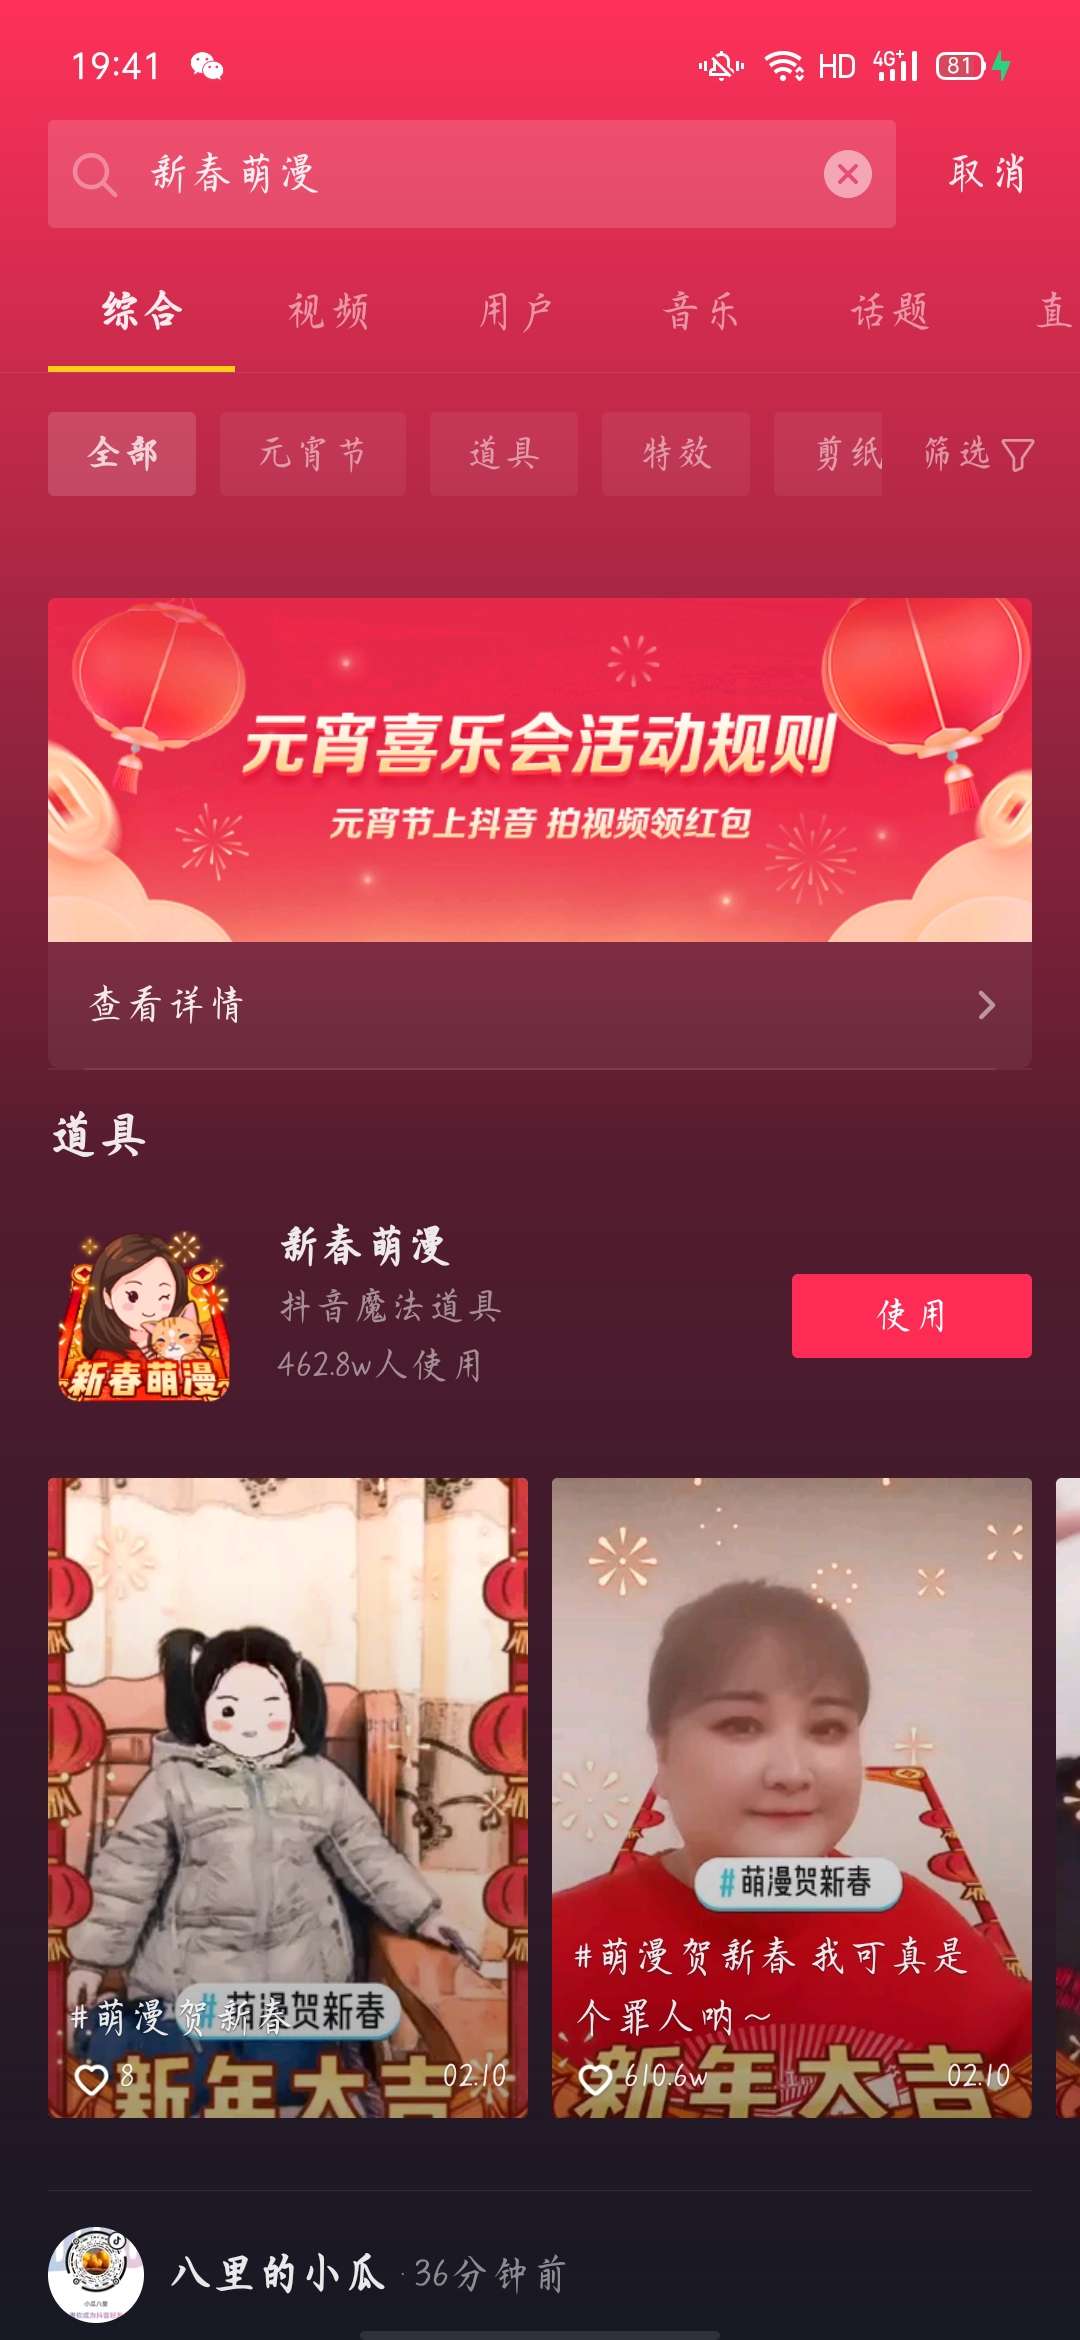 19:41
HD 4G+ 81
新春萌漫
取消
综合 视频 用户 音乐 话题 直
全部 元宵节 道具 特效 剪纸 筛选
元宵喜乐会活动规则
元宵节上抖音 拍视频领红包
查看详情
道具
新春萌漫
新春萌漫
抖音魔法道具
462.8w人使用
使用
#萌漫贺新春
#萌漫贺新春
8
02.10
新年大吉
#萌漫贺新春
#萌漫贺新春 我可真是
个罪人呐~
610.6w
02.10
新年大吉
八里的小瓜 · 36分钟前